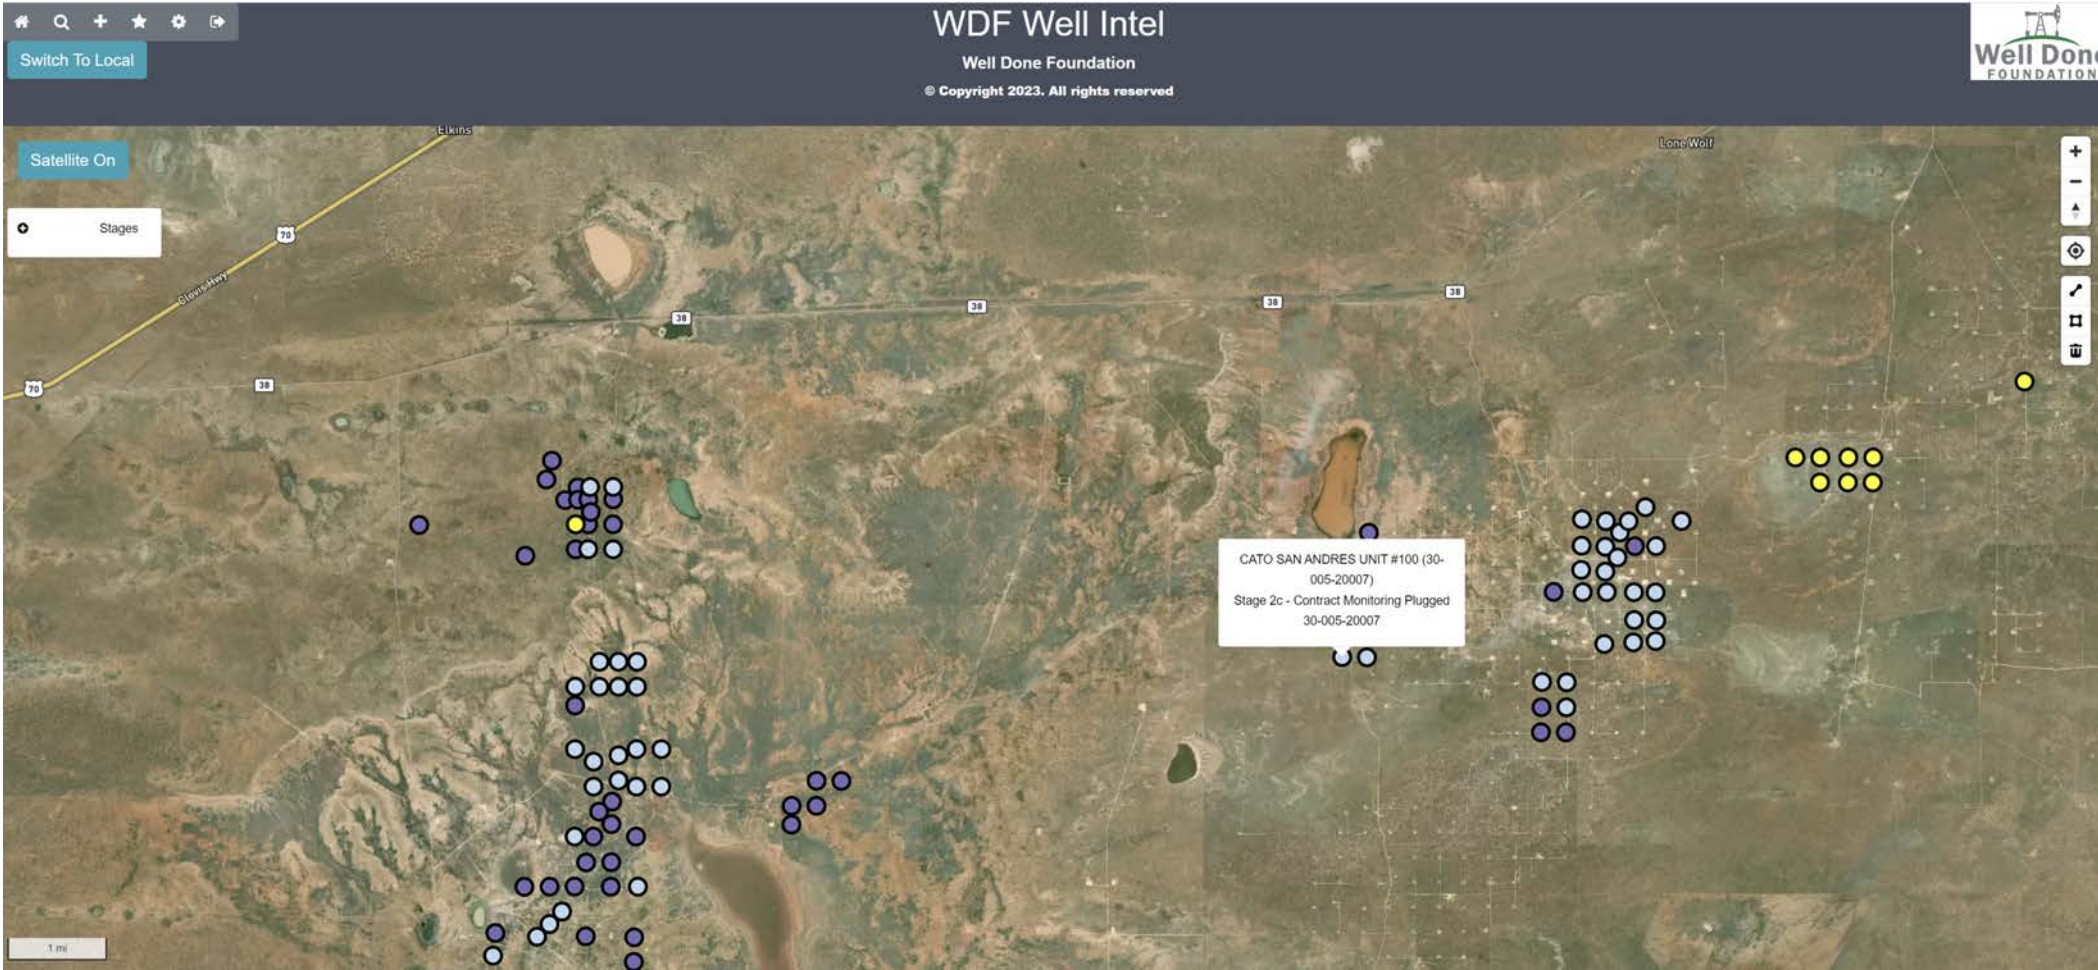 WDF Well Intel
Switch To Local
Well Done Foundation
© Copyright 2023. All rights reserved
Well Done
FOUNDATION
Elkins
Lone Wolf
Satellite On
Stages
70
Clovis Hwy
38
38
38
38
70
38
CATO SAN ANDRES UNIT #100 (30-
005-20007)
Stage 2c - Contract Monitoring Plugged
30-005-20007
1 mi